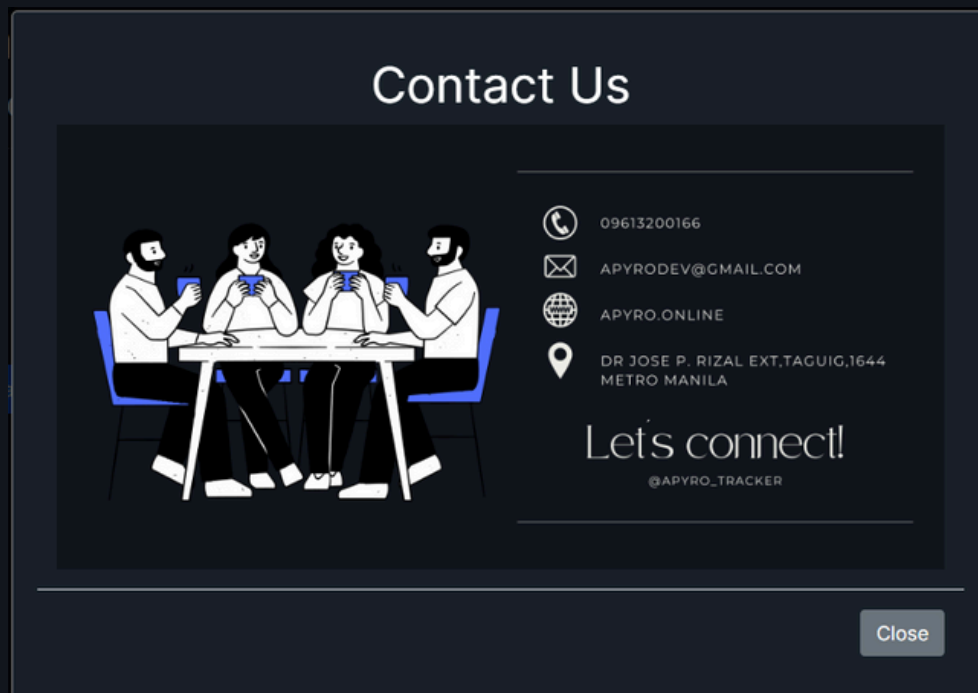 Contact Us
09613200166
APYRODEV@GMAIL.COM
APYRO.ONLINE
DR JOSE P. RIZAL EXT,TAGUIG,1644
METRO MANILA
Let's connect!
@APYRO_TRACKER
Close